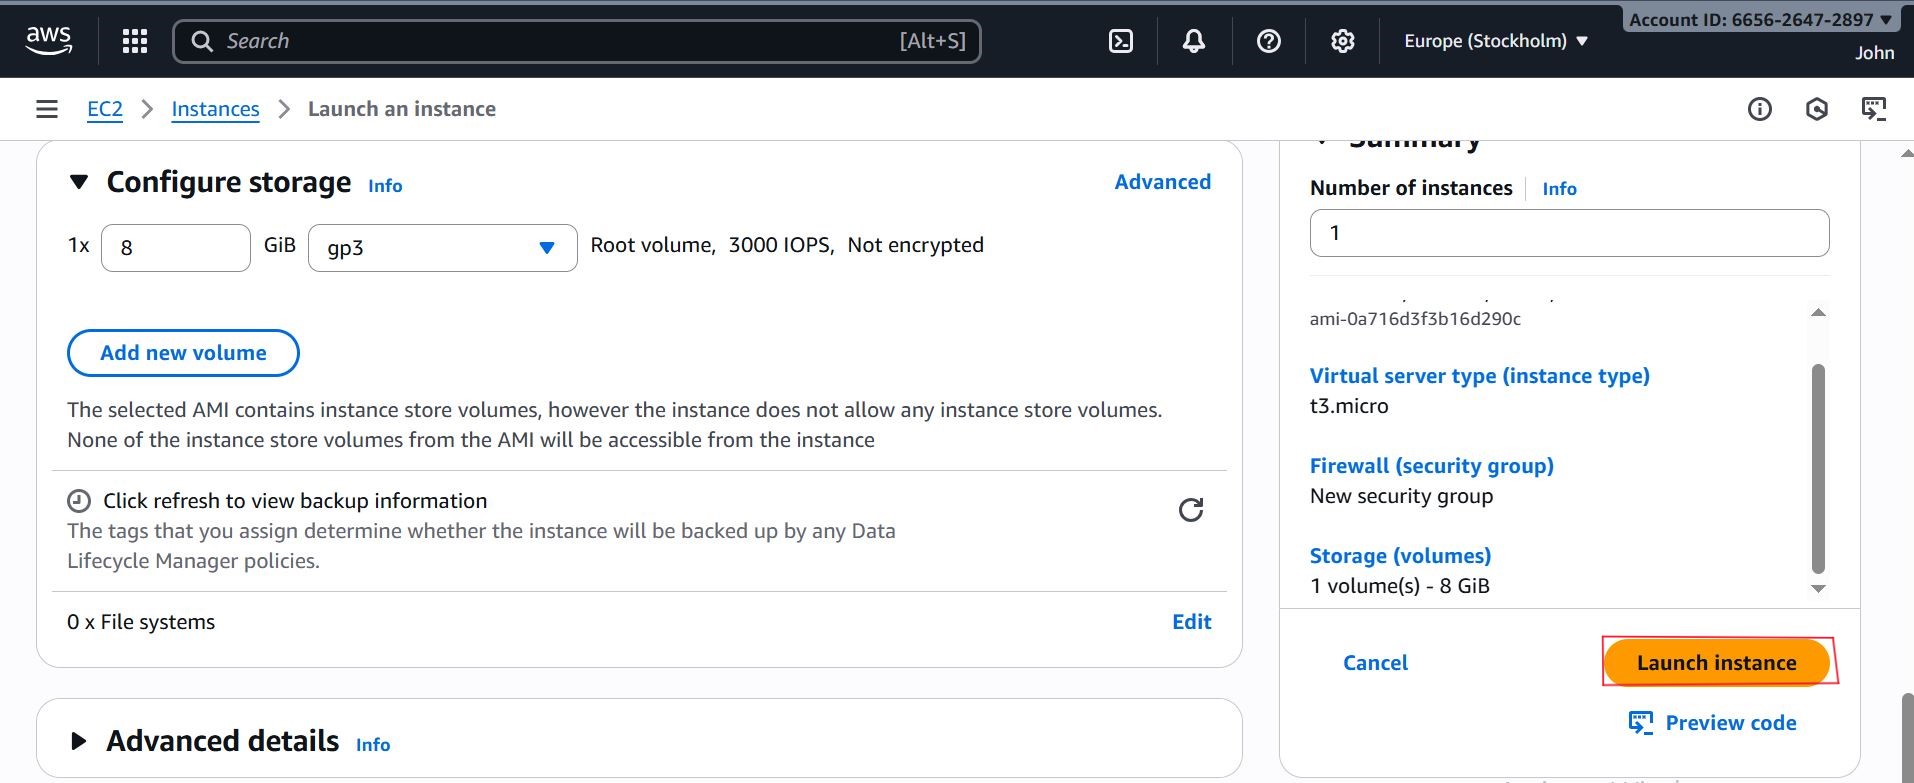 aws
Search [Alt+S]
Europe (Stockholm)
Account ID: 6656-2647-2897
John
EC2 Instances Launch an instance
Configure storage Info Advanced
1x 8 GiB gp3 Root volume, 3000 IOPS, Not encrypted
Add new volume
The selected AMI contains instance store volumes, however the instance does not allow any instance store volumes.
None of the instance store volumes from the AMI will be accessible from the instance
Click refresh to view backup information
The tags that you assign determine whether the instance will be backed up by any Data
Lifecycle Manager policies.
0 x File systems Edit
Advanced details Info
Summary
Number of instances Info
1
ami-0a716d3f3b16d290c
Virtual server type (instance type)
t3.micro
Firewall (security group)
New security group
Storage (volumes)
1 volume(s) - 8 GiB
Cancel Launch instance
Preview code